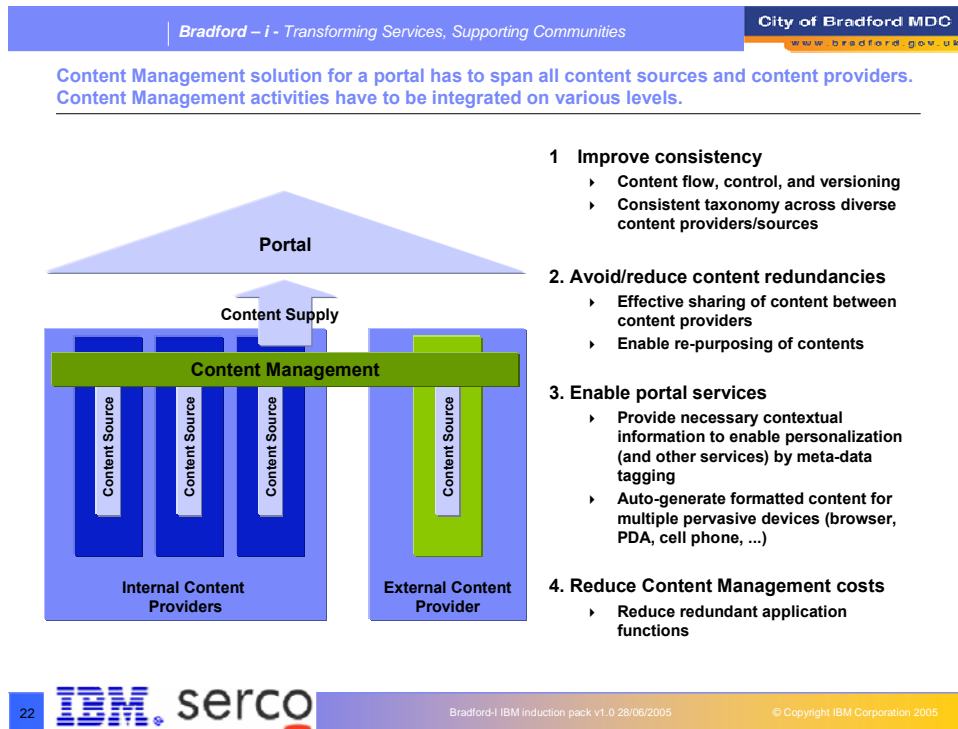 Bradford – i - Transforming Services, Supporting Communities
City of Bradford MDC
www.bradford.gov.uk
Content Management solution for a portal has to span all content sources and content providers.
Content Management activities have to be integrated on various levels.
Portal
Content Supply
Content Management
Content Source
Content Source
Content Source
Content Source
Internal Content
Providers
External Content
Provider
1 Improve consistency
Content flow, control, and versioning
Consistent taxonomy across diverse
content providers/sources
2. Avoid/reduce content redundancies
Effective sharing of content between
content providers
Enable re-purposing of contents
3. Enable portal services
Provide necessary contextual
information to enable personalization
(and other services) by meta-data
tagging
Auto-generate formatted content for
multiple pervasive devices (browser,
PDA, cell phone, ...)
4. Reduce Content Management costs
Reduce redundant application
functions
22
IBM.
serco
Bradford-I IBM induction pack v1.0 28/06/2005
© Copyright IBM Corporation 2005